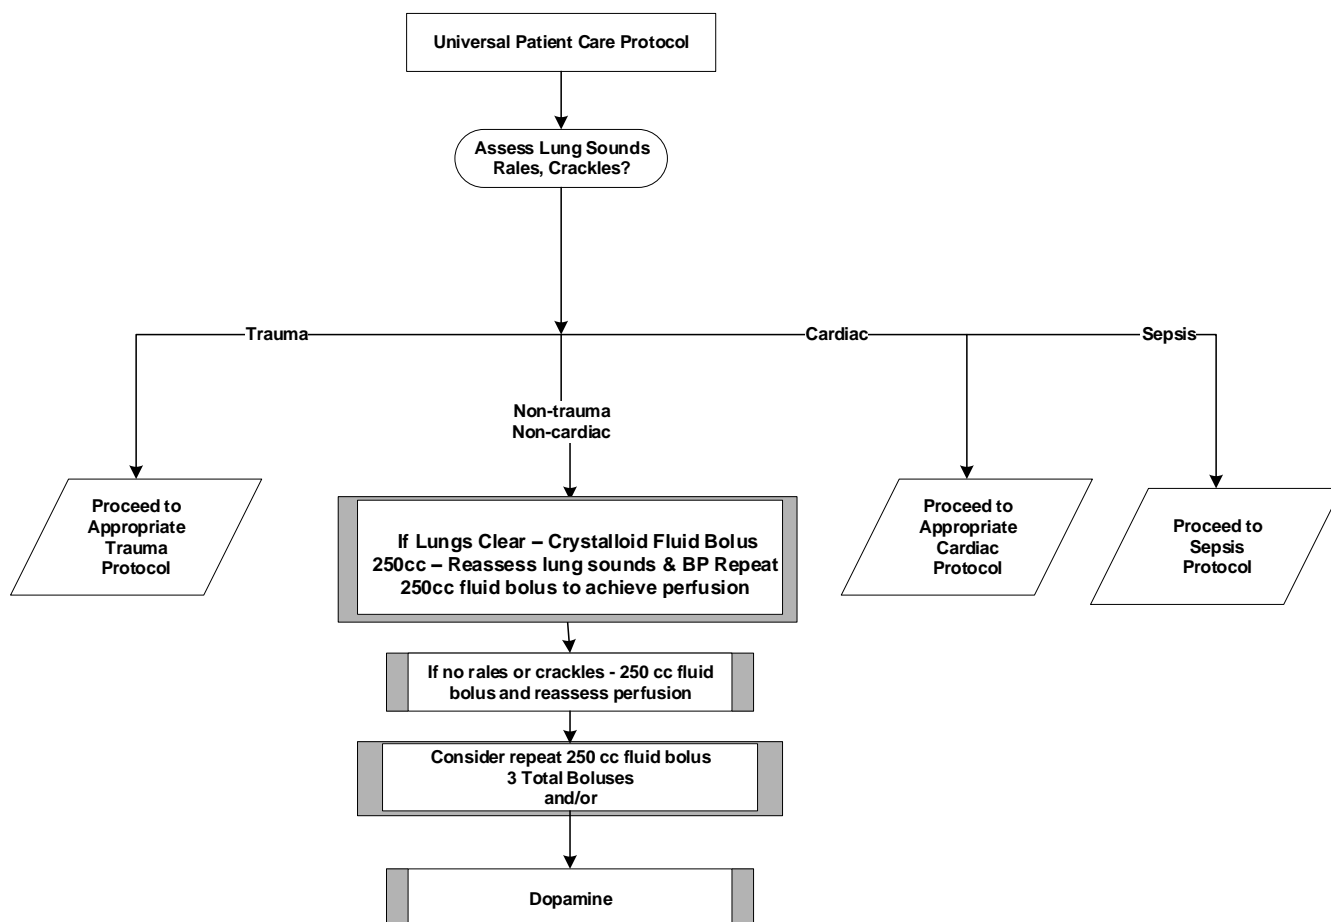 Universal Patient Care Protocol
Assess Lung Sounds
Rales, Crackles?
Trauma
Cardiac
Sepsis
Non-trauma
Non-cardiac
Proceed to
Appropriate
Trauma
Protocol
If Lungs Clear – Crystalloid Fluid Bolus
250cc – Reassess lung sounds & BP Repeat
250cc fluid bolus to achieve perfusion
Proceed to
Appropriate
Cardiac
Protocol
Proceed to
Sepsis
Protocol
If no rales or crackles - 250 cc fluid
bolus and reassess perfusion
Consider repeat 250 cc fluid bolus
3 Total Boluses
and/or
Dopamine